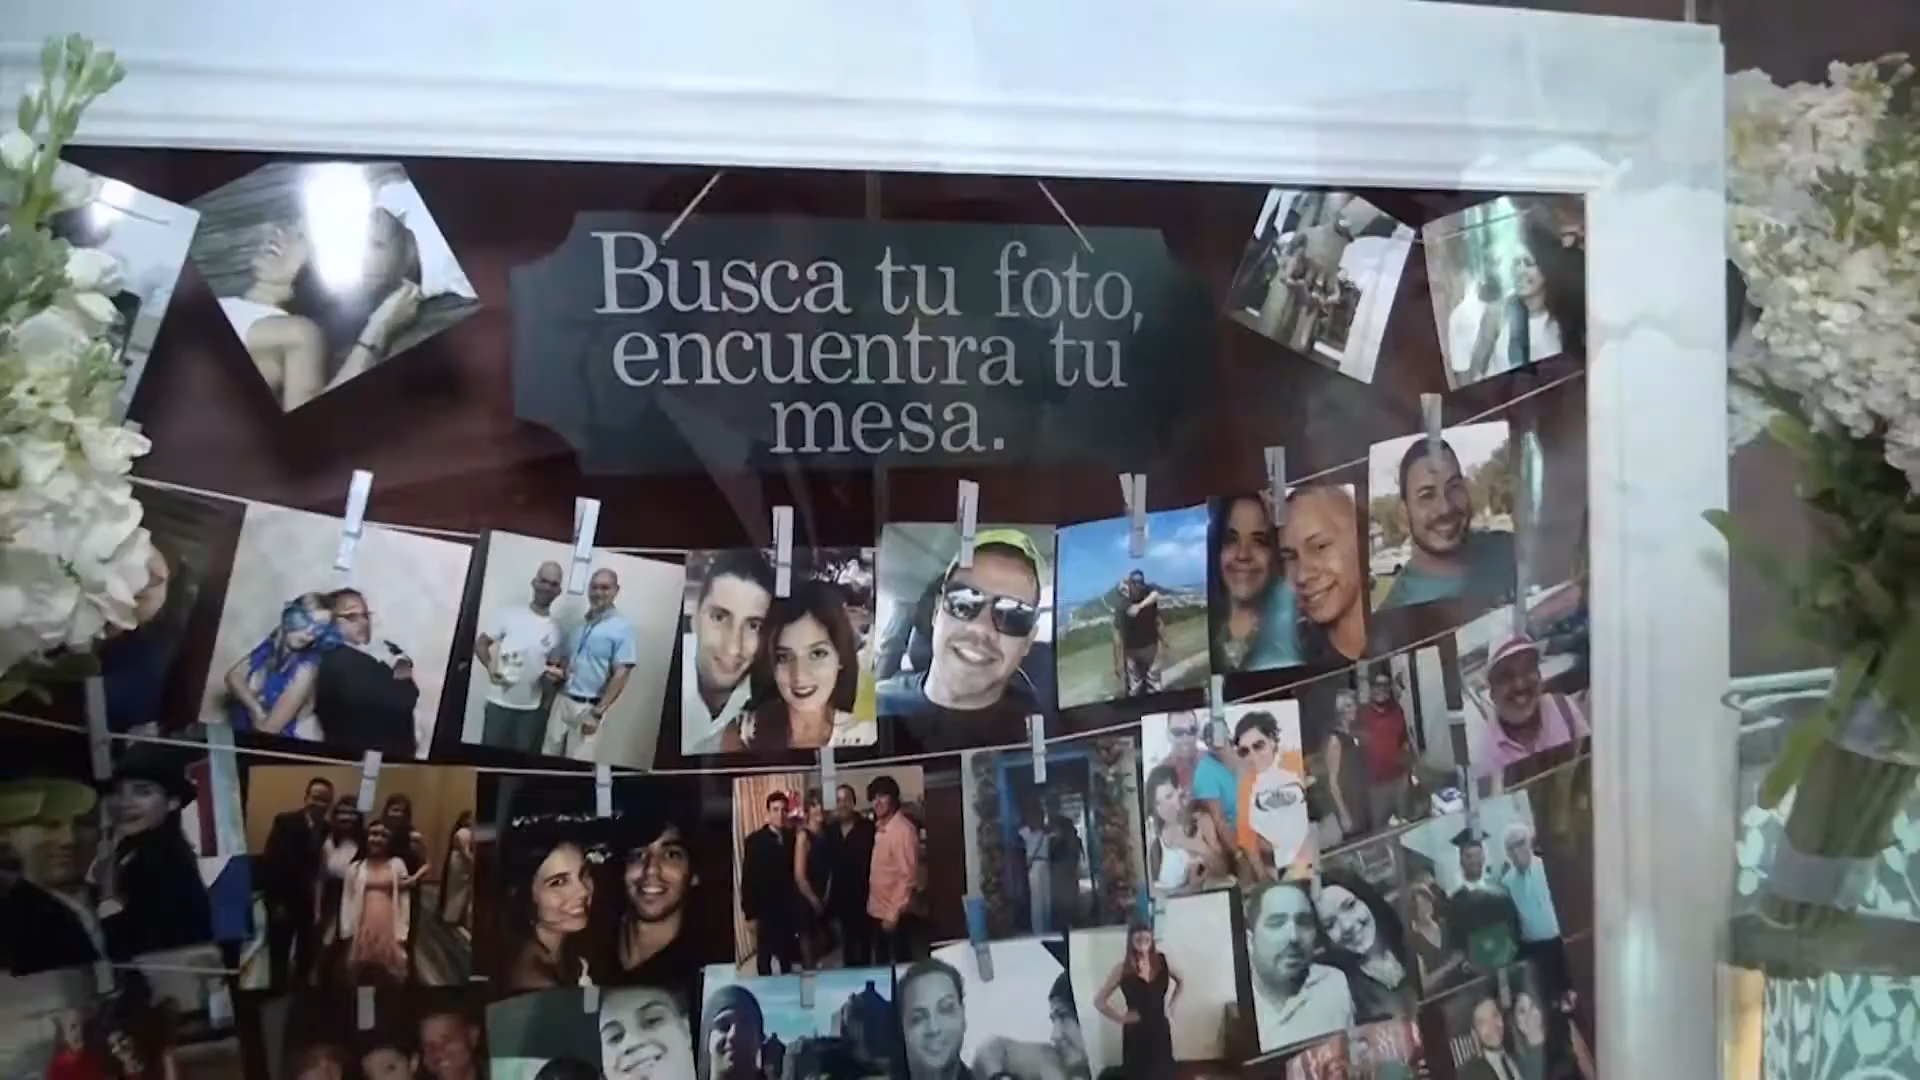 Busca tu foto,
encuentra tu
mesa.